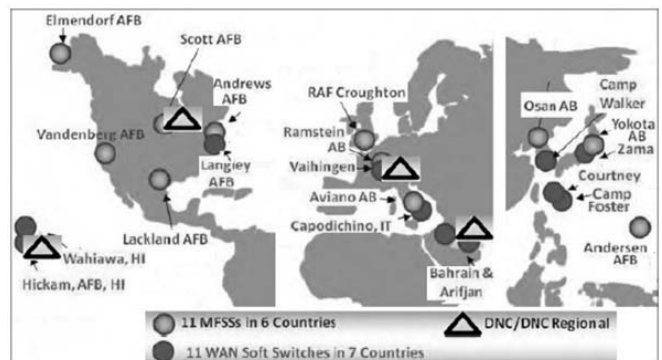 Elmendorf AFB
Scott AFB
Andrews
AFB
Vandenberg AFB
Langley
AFB
Lackland AFB
Wahiawa, HI
Hickam, AFB, HI
RAF Croughton
Ramstein
AB
Vaihingen
Aviano AB
Capodichino, IT
Bahrain &
Arifjan
Camp
Walker
Osan AB
Yokota
AB
Zama
Courtney
Camp
Foster
Andersen
AFB
11 MFSSs in 6 Countries
DNC/DNC Regional
11 WAN Soft Switches in 7 Countries